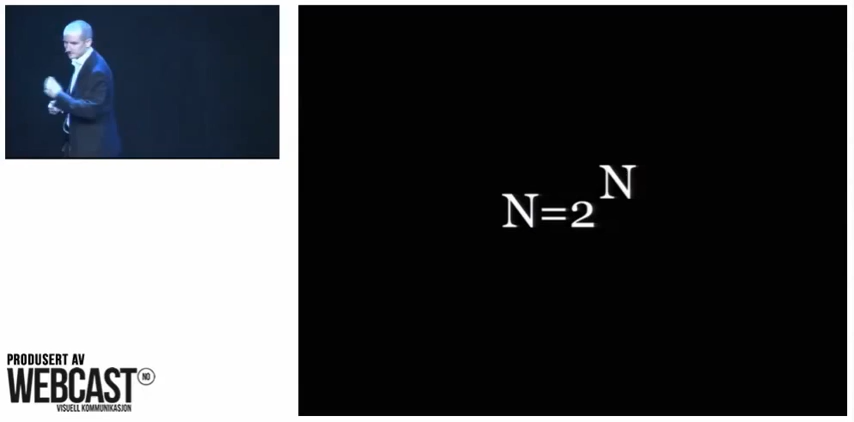 N=2^N
PRODUSERT AV
WEBCAST NO
VISUELL KOMMUNIKASJON